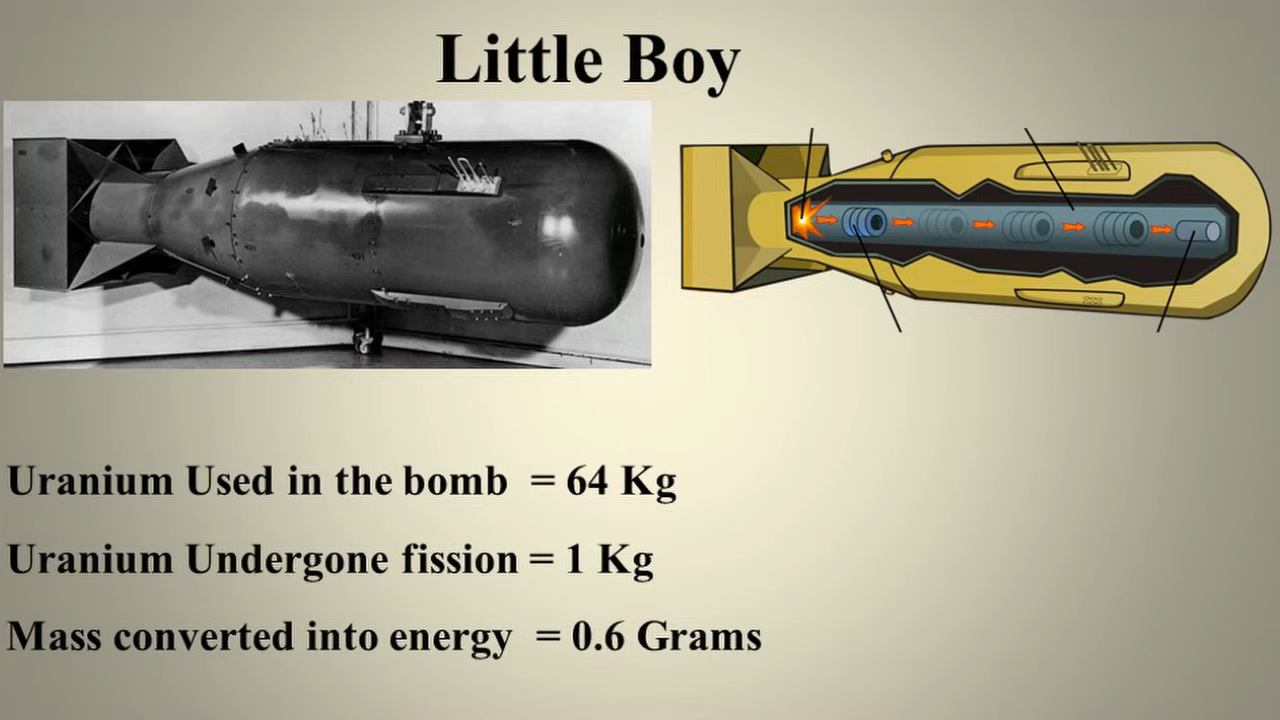 Little Boy
Uranium Used in the bomb = 64 Kg
Uranium Undergone fission = 1 Kg
Mass converted into energy = 0.6 Grams